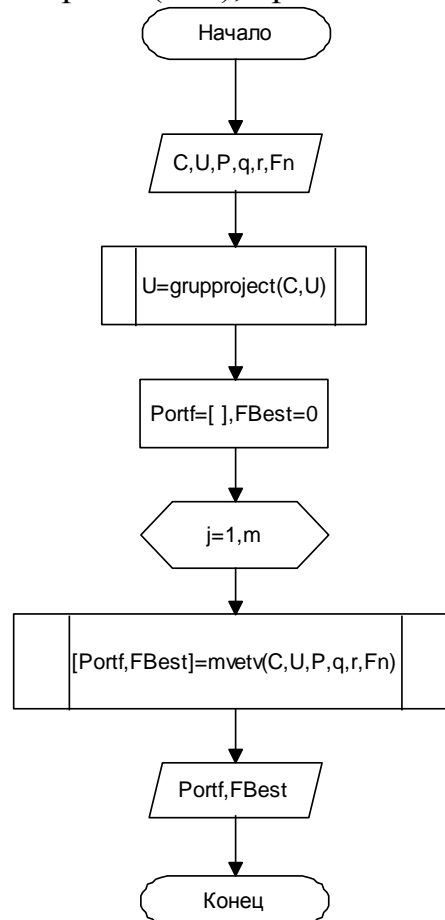 Начало
C,U,P,q,r,Fn
U=grupproject(C,U)
Portf=[ ],FBest=0
j=1,m
[Portf,FBest]=mvetv(C,U,P,q,r,Fn)
Portf,FBest
Конец